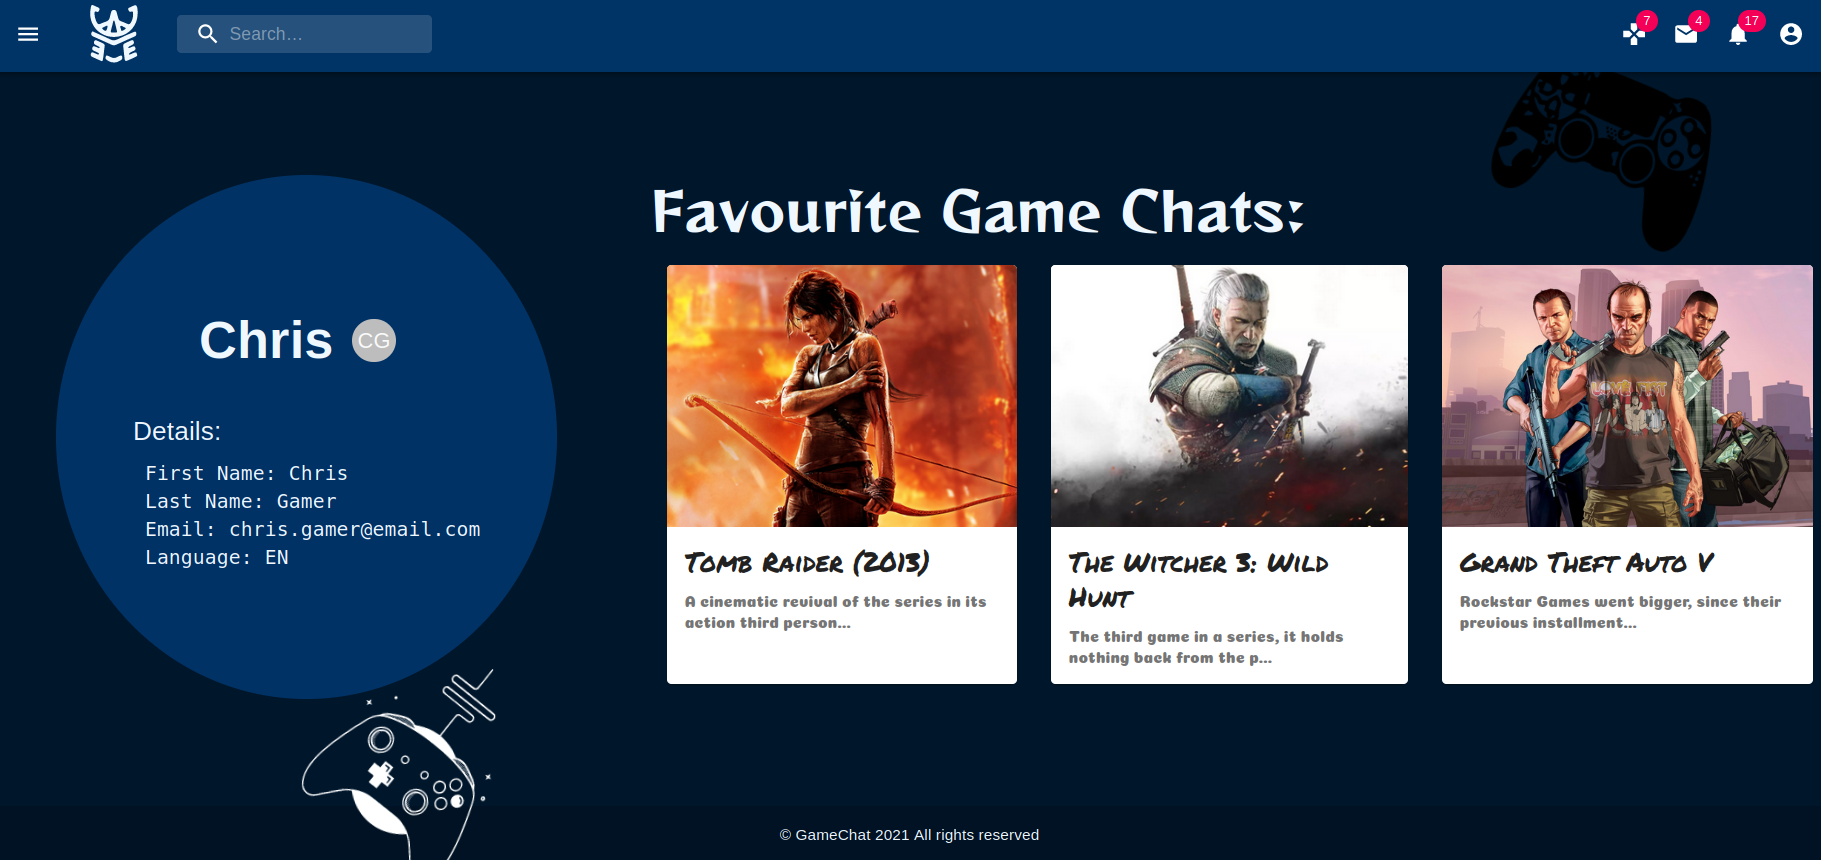 Search...
7
4
17
Favourite Game Chats:
Chris
CG
Details:
First Name: Chris
Last Name: Gamer
Email: chris.gamer@email.com
Language: EN
Tomb Raider (2013)
A cinematic revival of the series in its
action third person...
The Witcher 3: Wild
Hunt
The third game in a series, it holds
nothing back from the p...
Grand Theft Auto V
Rockstar Games went bigger, since their
previous installment...
© GameChat 2021 All rights reserved